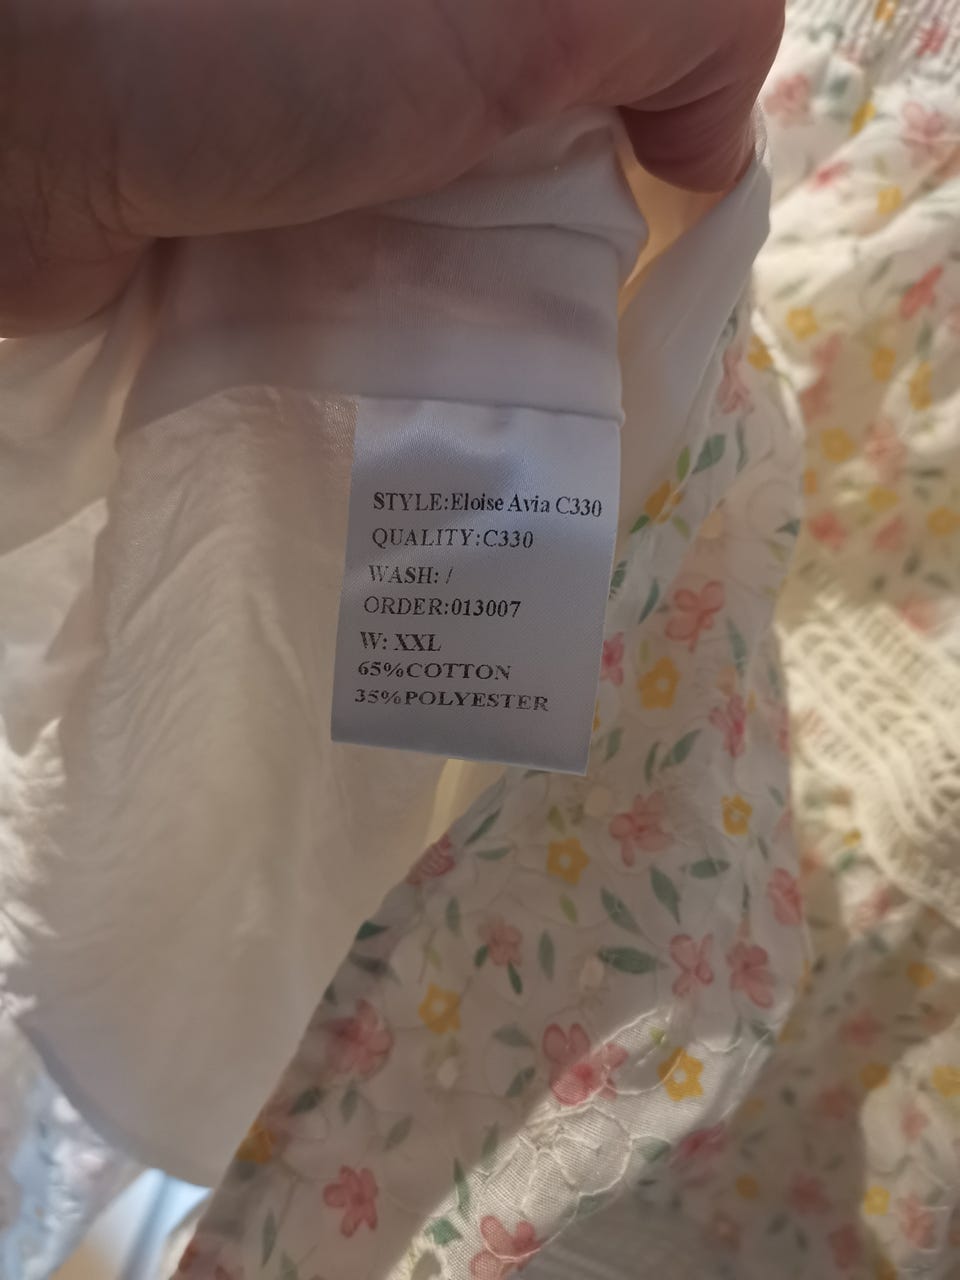 STYLE:Eloise Avia C330
QUALITY:C330
WASH: /
ORDER:013007
W: XXL
65%COTTON
35%POLYESTER